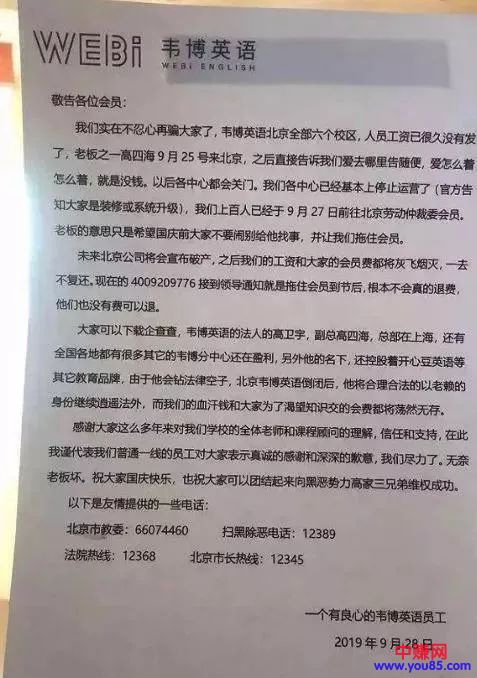 WEBi 韦博英语
WEBi ENGLISH
敬告各位会员：
我们实在不忍心再骗大家了，韦博英语北京全部六个校区，人员工资已很久没有发
了，老板之一高四海 9 月 25 号来北京，之后直接告诉我们爱去哪里告随便，爱怎么着
怎么着，就是没钱。以后各中心都会关门。我们各中心已经基本上停止运营了（官方告
知大家是装修或系统升级），我们上百人已经于 9 月 27 日前往北京劳动仲裁委会员。
老板的意思只是希望国庆前大家不要闹别给他找事，并让我们拖住会员。
未来北京公司将会宣布破产，之后我们的工资和大家的会员费都将灰飞烟灭，一去
不复还。现在的 4009209776 接到领导通知就是拖住会员到节后，根本不会真的退费，
他们也没有费可以退。
大家可以下载企查查，韦博英语的法人的高卫宇，副总高四海，总部在上海，还有
全国各地都有很多其它的韦博分中心还在盈利，另外他的名下，还控股着开心豆英语等
其它教育品牌，由于他会钻法律空子，北京韦博英语倒闭后，他将合理合法的以老赖的
身份继续逍遥法外，而我们的血汗钱和大家为了渴望知识交的会费都将荡然无存。
感谢大家这么多年来对我们学校的全体老师和课程顾问的理解，信任和支持，在此
我谨代表我们普通一线的员工对大家表示真诚的感谢和深深的歉意，我们尽力了。无奈
老板坏。祝大家国庆快乐，也祝大家可以团结起来向黑恶势力高家三兄弟维权成功。
以下是友情提供的一些电话：
北京市教委：66074460 扫黑除恶电话：12389
法院热线：12368 北京市长热线：12345
一个有良心的韦博英语员工
2019 年 9 月 28 日
中赚网
www.you85.com